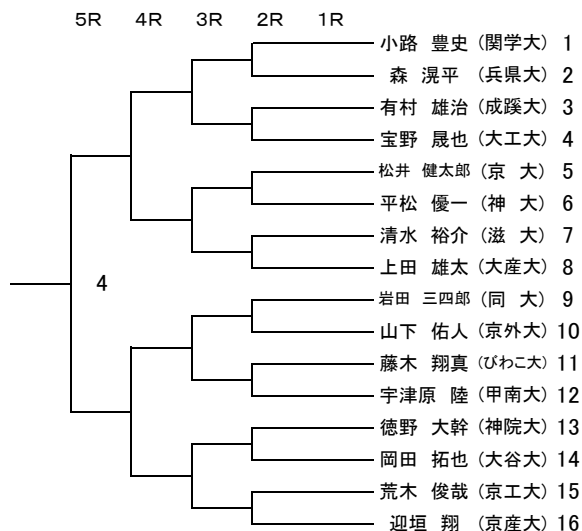 5R 4R 3R 2R 1R
小路 豊史 (関学大) 1
森 滉平 (兵県大) 2
有村 雄治 (成蹊大) 3
宝野 晟也 (大工大) 4
松井 健太郎 (京 大) 5
平松 優一 (神 大) 6
清水 裕介 (滋 大) 7
上田 雄太 (大産大) 8
4
岩田 三四郎 (同 大) 9
山下 佑人 (京外大) 10
藤木 翔真 (びわこ大) 11
宇津原 陸 (甲南大) 12
徳野 大幹 (神院大) 13
岡田 拓也 (大谷大) 14
荒木 俊哉 (京工大) 15
迎垣 翔 (京産大) 16